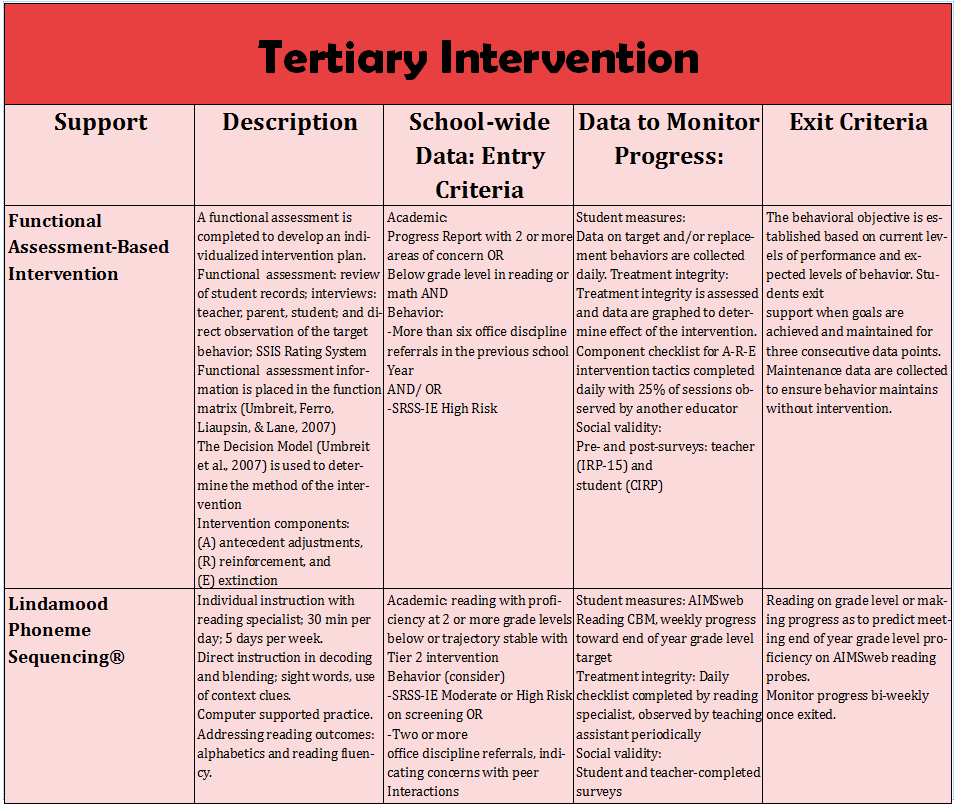 Tertiary Intervention
Support
Description
School-wide
Data: Entry
Criteria
Data to Monitor
Progress:
Exit Criteria
Functional
Assessment-Based
Intervention
A functional assessment is
completed to develop an indi-
vidualized intervention plan.
Functional assessment: review
of student records; interviews:
teacher, parent, student; and di-
rect observation of the target
behavior; SSIS Rating System
Functional assessment infor-
mation is placed in the function
matrix (Umbreit, Ferro,
Liaupsin, & Lane, 2007)
The Decision Model (Umbreit
et al., 2007) is used to deter-
mine the method of the inter-
vention
Intervention components:
(A) antecedent adjustments,
(R) reinforcement, and
(E) extinction
Academic:
Progress Report with 2 or more
areas of concern OR
Below grade level in reading or
math AND
Behavior:
-More than six office discipline
referrals in the previous school
Year
AND/ OR
-SRSS-IE High Risk
Student measures:
Data on target and/or replace-
ment behaviors are collected
daily. Treatment integrity:
Treatment integrity is assessed
and data are graphed to deter-
mine effect of the intervention.
Component checklist for A-R-E
intervention tactics completed
daily with 25% of sessions ob-
served by another educator
Social validity:
Pre- and post-surveys: teacher
(IRP-15) and
student (CIRP)
The behavioral objective is es-
tablished based on current lev-
els of performance and ex-
pected levels of behavior. Stu-
dents exit
support when goals are
achieved and maintained for
three consecutive data points.
Maintenance data are collected
to ensure behavior maintains
without intervention.
Lindamood
Phoneme
Sequencing®
Individual instruction with
reading specialist; 30 min per
day; 5 days per week.
Direct instruction in decoding
and blending; sight words, use
of context clues.
Computer supported practice.
Addressing reading outcomes:
alphabetics and reading fluen-
cy.
Academic: reading with profi-
ciency at 2 or more grade levels
below or trajectory stable with
Tier 2 intervention
Behavior (consider)
-SRSS-IE Moderate or High Risk
on screening OR
-Two or more
office discipline referrals, indi-
cating concerns with peer
Interactions
Student measures: AIMSweb
Reading CBM, weekly progress
toward end of year grade level
target
Treatment integrity: Daily
checklist completed by reading
specialist, observed by teaching
assistant periodically
Social validity:
Student and teacher-completed
surveys
Reading on grade level or mak-
ing progress as to predict meet-
ing end of year grade level pro-
ficiency on AIMSweb reading
probes.
Monitor progress bi-weekly
once exited.